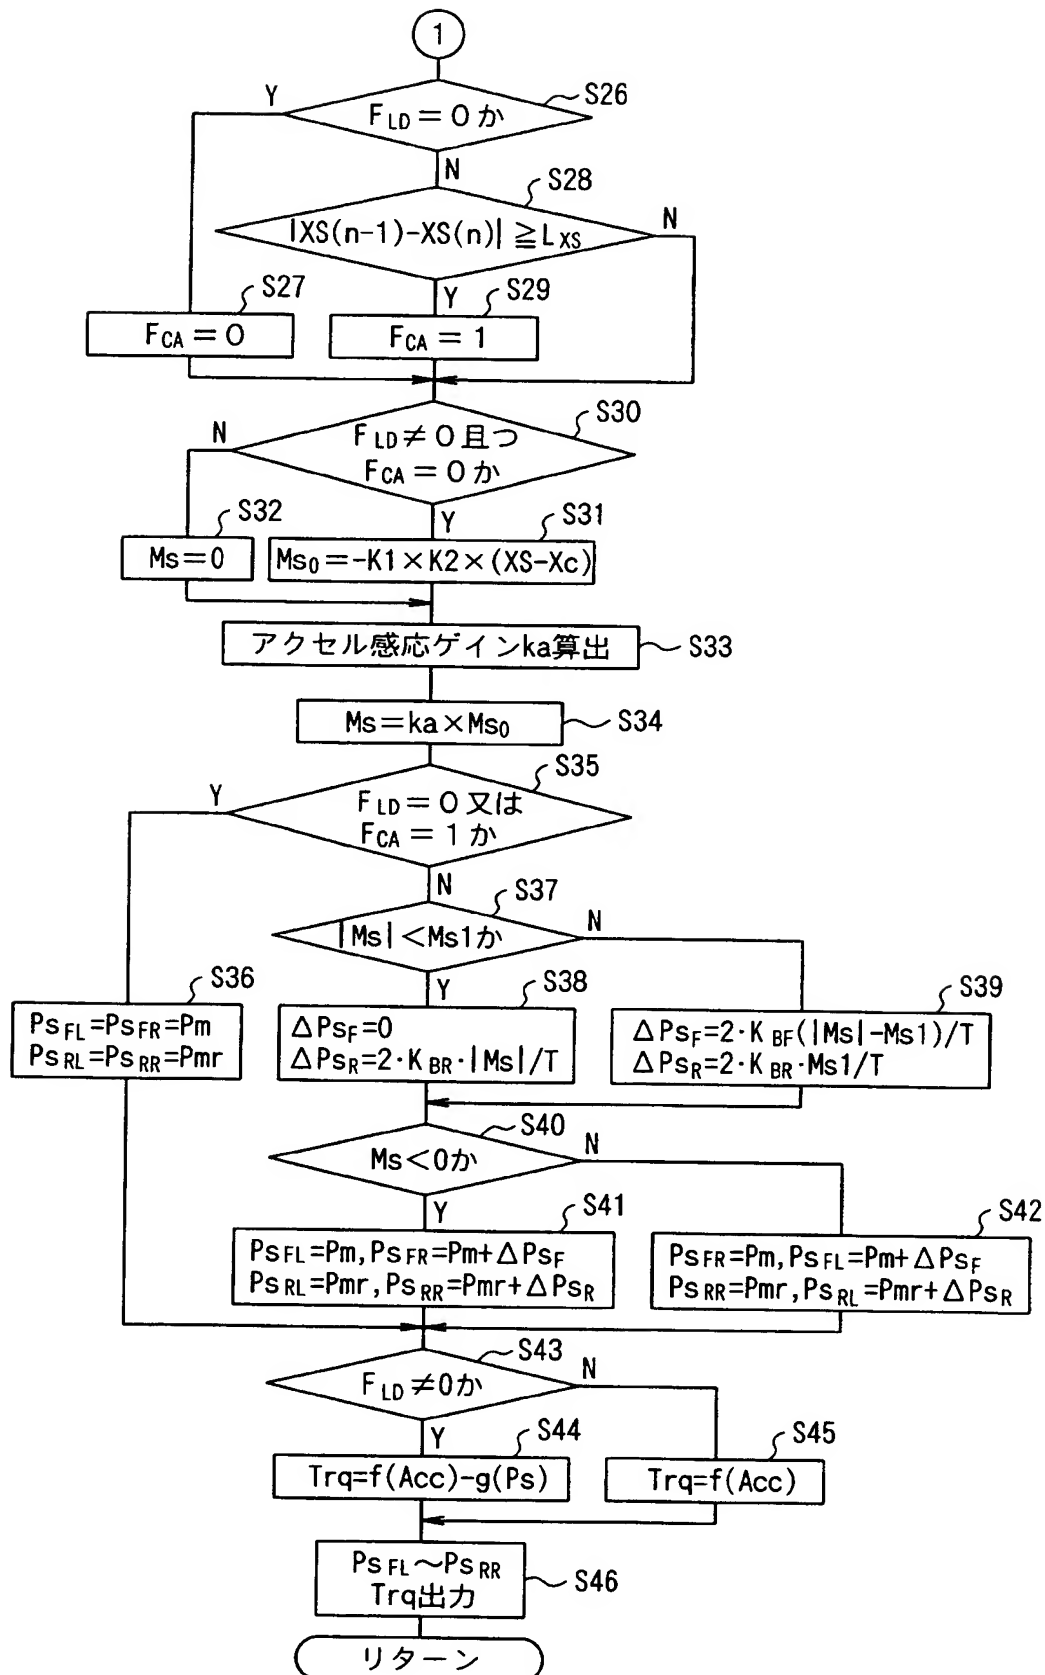 1
S26
Y
F_LD = 0 か
N
S28
|XS(n-1)-XS(n)| ≧ L_XS
N
S27
Y
S29
F_CA = 0
F_CA = 1
S30
N
F_LD ≠ 0 且つ
F_CA = 0 か
S32
Y
S31
Ms=0
Ms0=-K1×K2×(XS-Xc)
アクセル感応ゲインka算出
S33
Ms=ka×Ms0
S34
S35
Y
F_LD = 0 又は
F_CA = 1 か
N
S37
|Ms|<Ms1か
N
S36
Y
S38
S39
Ps_FL=Ps_FR=Pm
Ps_RL=Ps_RR=Pmr
ΔPs_F=0
ΔPs_R=2·K_BR·|Ms|/T
ΔPs_F=2·K_BF(|Ms|-Ms1)/T
ΔPs_R=2·K_BR·Ms1/T
S40
Ms<0か
N
Y
S41
S42
Ps_FL=Pm,Ps_FR=Pm+ΔPs_F
Ps_RL=Pmr,Ps_RR=Pmr+ΔPs_R
Ps_FR=Pm,Ps_FL=Pm+ΔPs_F
Ps_RR=Pmr,Ps_RL=Pmr+ΔPs_R
S43
F_LD≠0か
N
Y
S44
S45
Trq=f(Acc)-g(Ps)
Trq=f(Acc)
Ps_FL～Ps_RR
Trq出力
S46
リターン